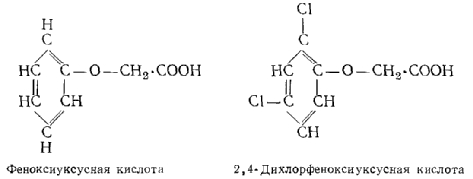 H
C
HC C—O—CH₂·COOH
HC CH
C
H
Феноксиуксусная кислота
Cl
C
HC C—O—CH₂·COOH
Cl—C CH
CH
2,4-Дихлорфеноксиуксусная кислота